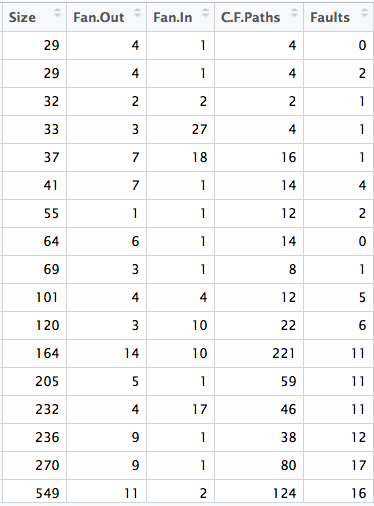 Size Fan.Out Fan.In C.F.Paths Faults
29 4 1 4 0
29 4 1 4 2
32 2 2 2 1
33 3 27 4 1
37 7 18 16 1
41 7 1 14 4
55 1 1 12 2
64 6 1 14 0
69 3 1 8 1
101 4 4 12 5
120 3 10 22 6
164 14 10 221 11
205 5 1 59 11
232 4 17 46 11
236 9 1 38 12
270 9 1 80 17
549 11 2 124 16